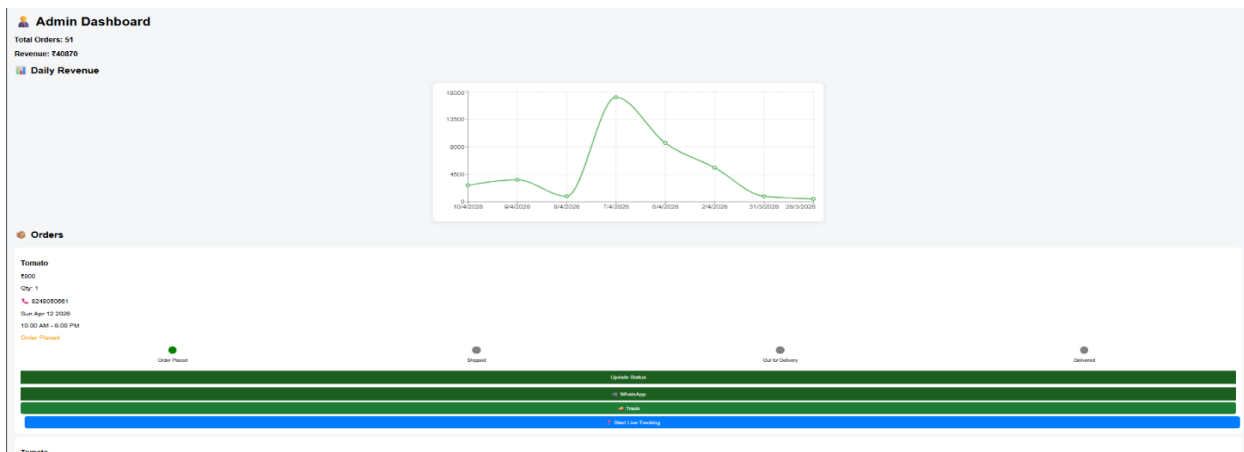 Admin Dashboard
Total Orders: 51
Revenue: ₹40870
Daily Revenue
18000
13500
9000
4500
0
10/4/2026 9/4/2026 8/4/2026 7/4/2026 6/4/2026 2/4/2026 31/3/2026 26/3/2026
Orders
Tomato
₹900
Qty: 1
8248050661
Sun Apr 12 2026
10:00 AM - 6:00 PM
Order Placed
Order Placed Shipped Out for Delivery Delivered
Update Status
WhatsApp
Track
Start Live Tracking
Tomato